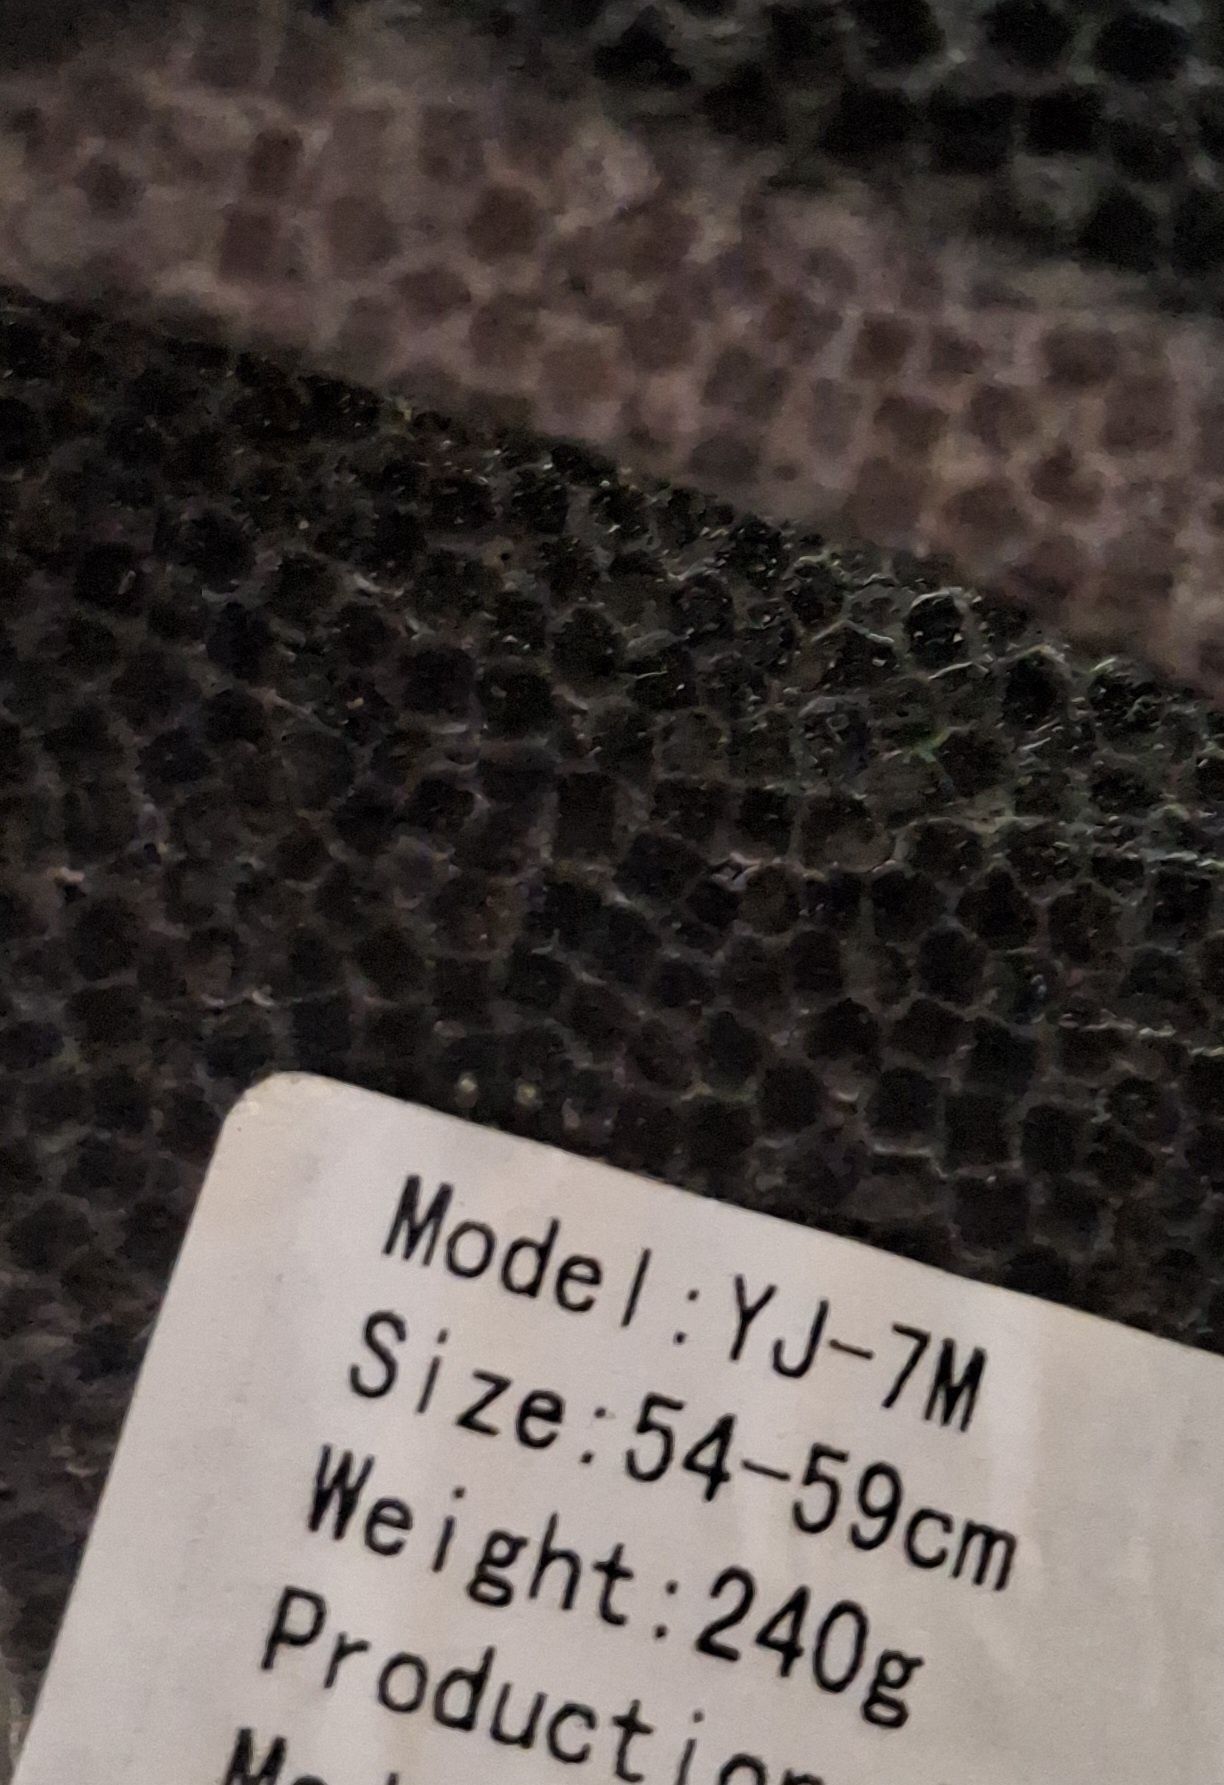 Model:YJ-7M
Size:54-59cm
Weight:240g
Production